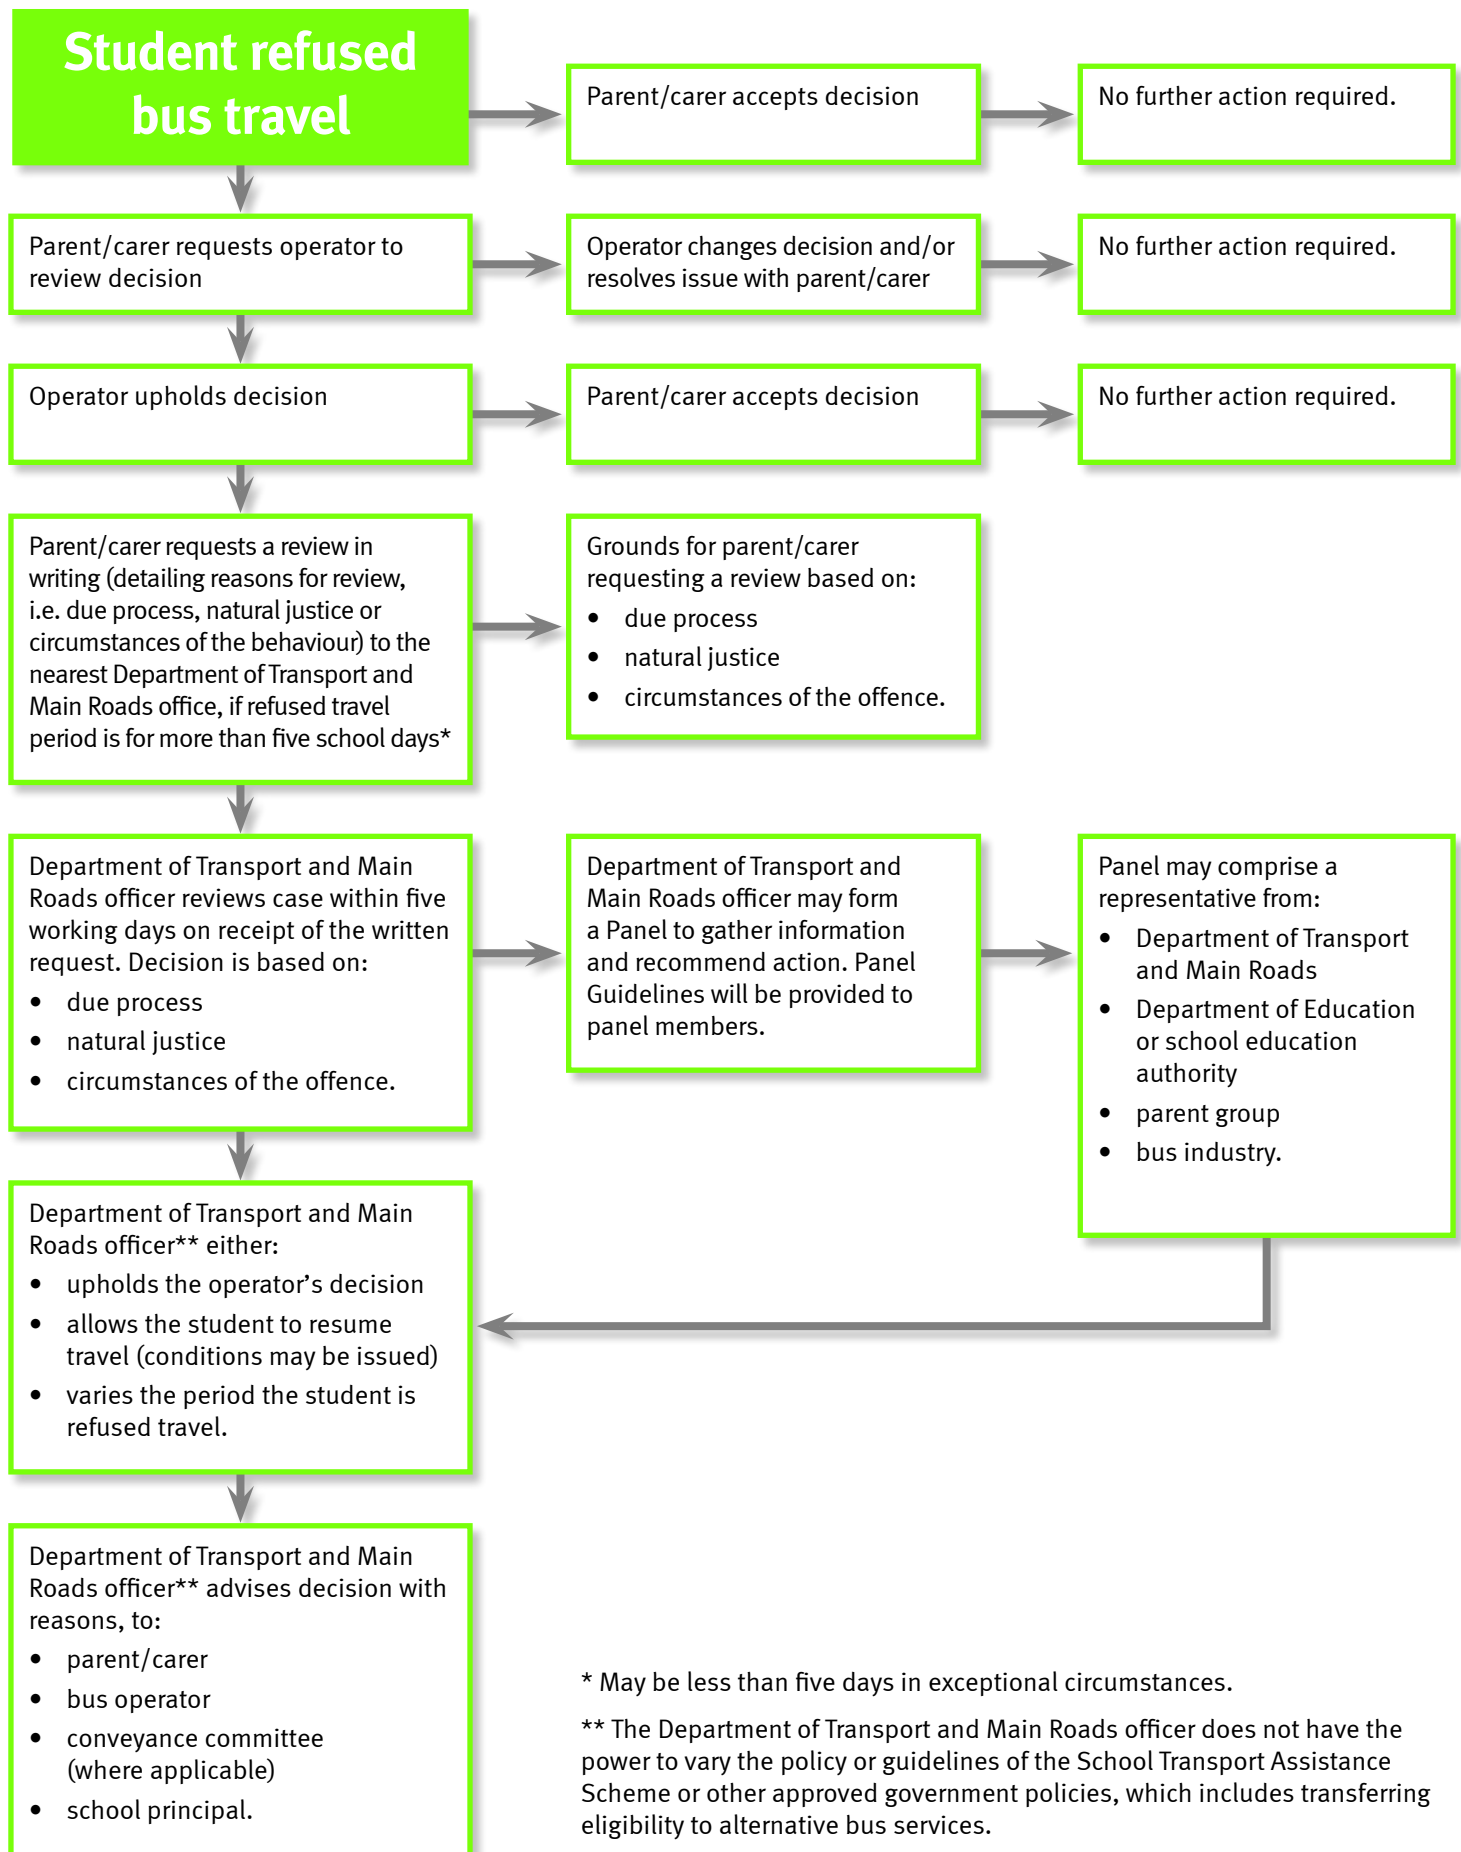 Student refused
bus travel
Parent/carer accepts decision
No further action required.
Parent/carer requests operator to
review decision
Operator changes decision and/or
resolves issue with parent/carer
No further action required.
Operator upholds decision
Parent/carer accepts decision
No further action required.
Parent/carer requests a review in
writing (detailing reasons for review,
i.e. due process, natural justice or
circumstances of the behaviour) to the
nearest Department of Transport and
Main Roads office, if refused travel
period is for more than five school days*
Grounds for parent/carer
requesting a review based on:
• due process
• natural justice
• circumstances of the offence.
Department of Transport and Main
Roads officer reviews case within five
working days on receipt of the written
request. Decision is based on:
• due process
• natural justice
• circumstances of the offence.
Department of Transport and
Main Roads officer may form
a Panel to gather information
and recommend action. Panel
Guidelines will be provided to
panel members.
Panel may comprise a
representative from:
• Department of Transport
and Main Roads
• Department of Education
or school education
authority
• parent group
• bus industry.
Department of Transport and Main
Roads officer** either:
• upholds the operator’s decision
• allows the student to resume
travel (conditions may be issued)
• varies the period the student is
refused travel.
Department of Transport and Main
Roads officer** advises decision with
reasons, to:
• parent/carer
• bus operator
• conveyance committee
(where applicable)
• school principal.
* May be less than five days in exceptional circumstances.
** The Department of Transport and Main Roads officer does not have the
power to vary the policy or guidelines of the School Transport Assistance
Scheme or other approved government policies, which includes transferring
eligibility to alternative bus services.